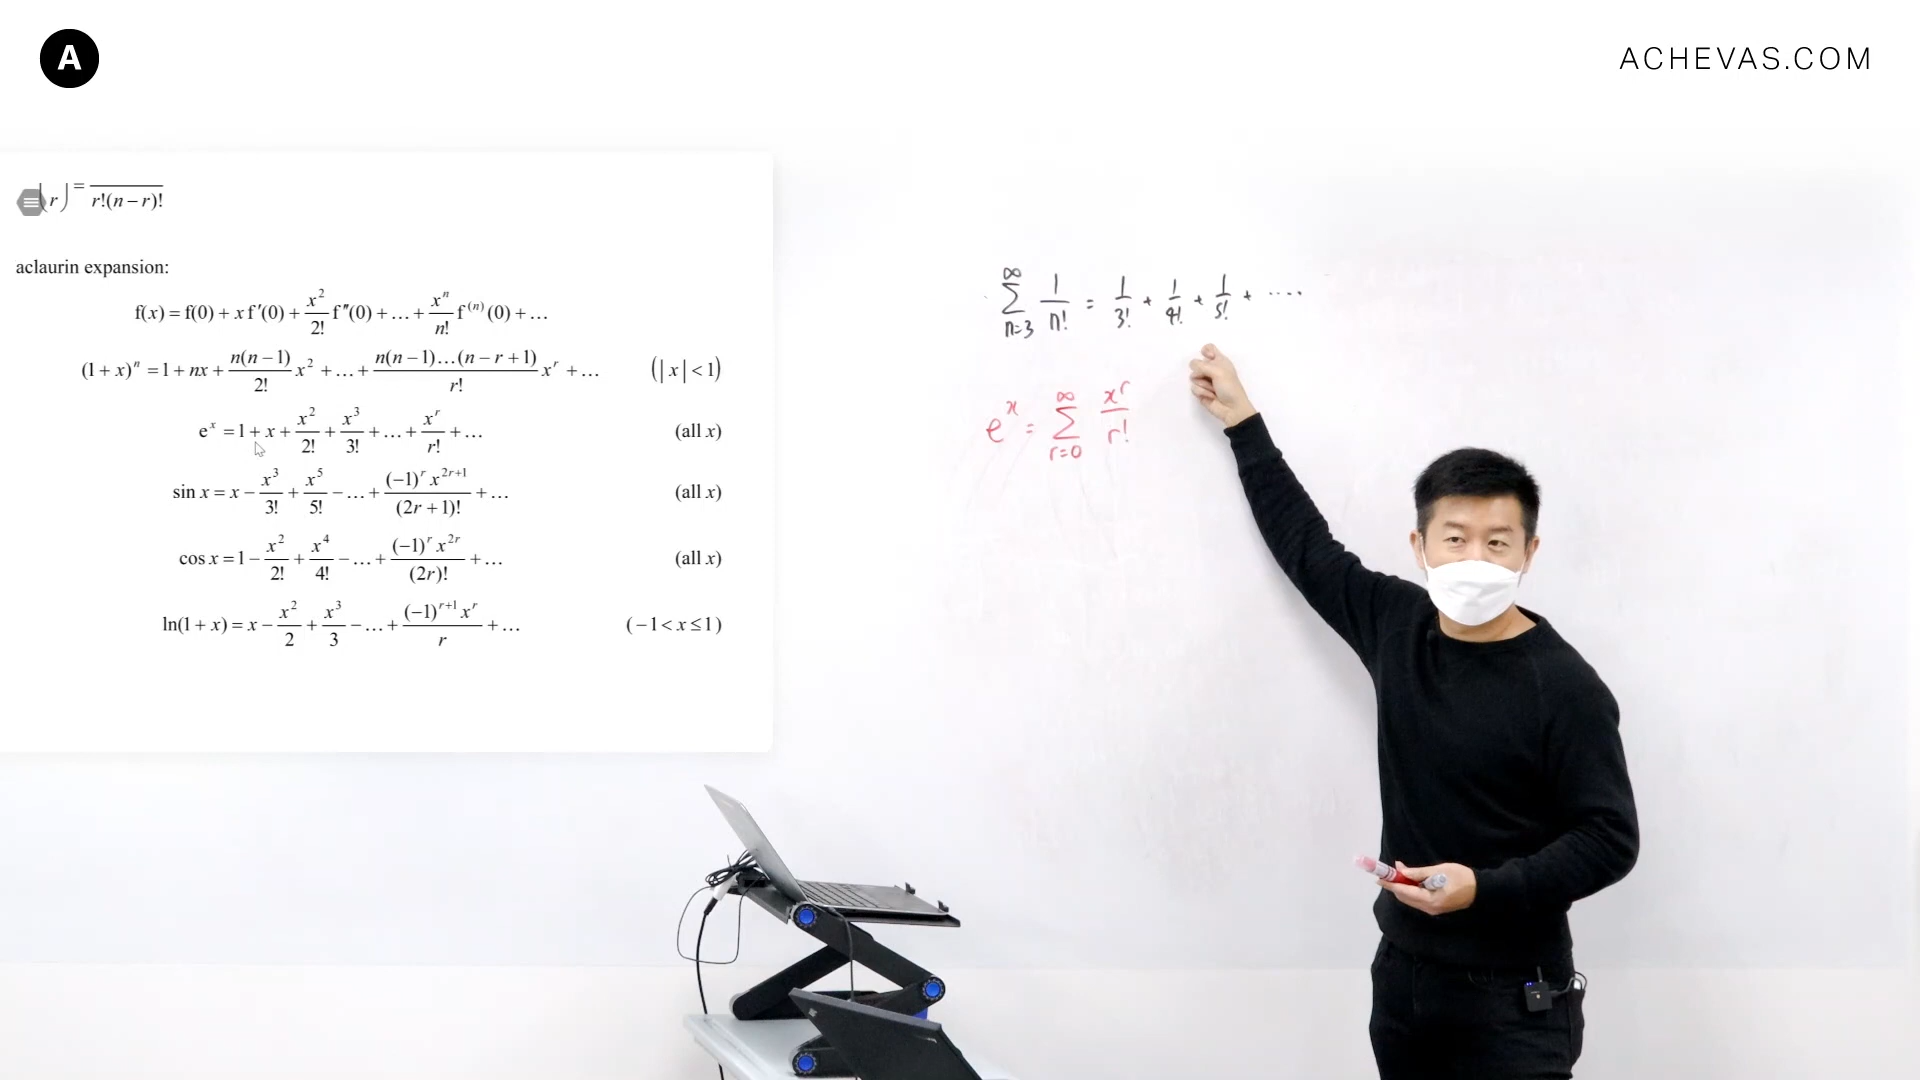 A
ACHEVAS.COM
r) = r!(n − r)!
aclaurin expansion:
f(x) = f(0) + x f′(0) + x²/2! f″(0) + … + xⁿ/n! f⁽ⁿ⁾(0) + …
(1 + x)ⁿ = 1 + nx + n(n − 1)/2! x² + … + n(n − 1)…(n − r + 1)/r! xʳ + … (| x | < 1)
eˣ = 1 + x + x²/2! + x³/3! + … + xʳ/r! + … (all x)
sin x = x − x³/3! + x⁵/5! − … + (−1)ʳ x²ʳ⁺¹/(2r + 1)! + … (all x)
cos x = 1 − x²/2! + x⁴/4! − … + (−1)ʳ x²ʳ/(2r)! + … (all x)
ln(1 + x) = x − x²/2 + x³/3 − … + (−1)ʳ⁺¹ xʳ/r + … (−1 < x ≤ 1)
∞ Σ n=3 1/n! = 1/3! + 1/4! + 1/5! + ....
eˣ = ∞ Σ r=0 xʳ/r!